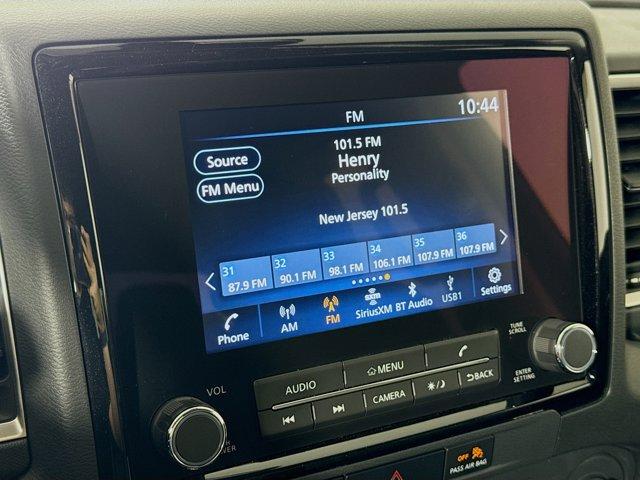 FM
10:44
101.5 FM
Source
Henry
FM Menu
Personality
New Jersey 101.5
31
87.9 FM
32
90.1 FM
33
98.1 FM
34
106.1 FM
35
107.9 FM
36
107.9 FM
Phone
AM
FM
SiriusXM
BT Audio
USB1
Settings
VOL
AUDIO
MENU
CAMERA
BACK
TUNE
SCROLL
ENTER
SETTING
OFF
PASS AIR BAG